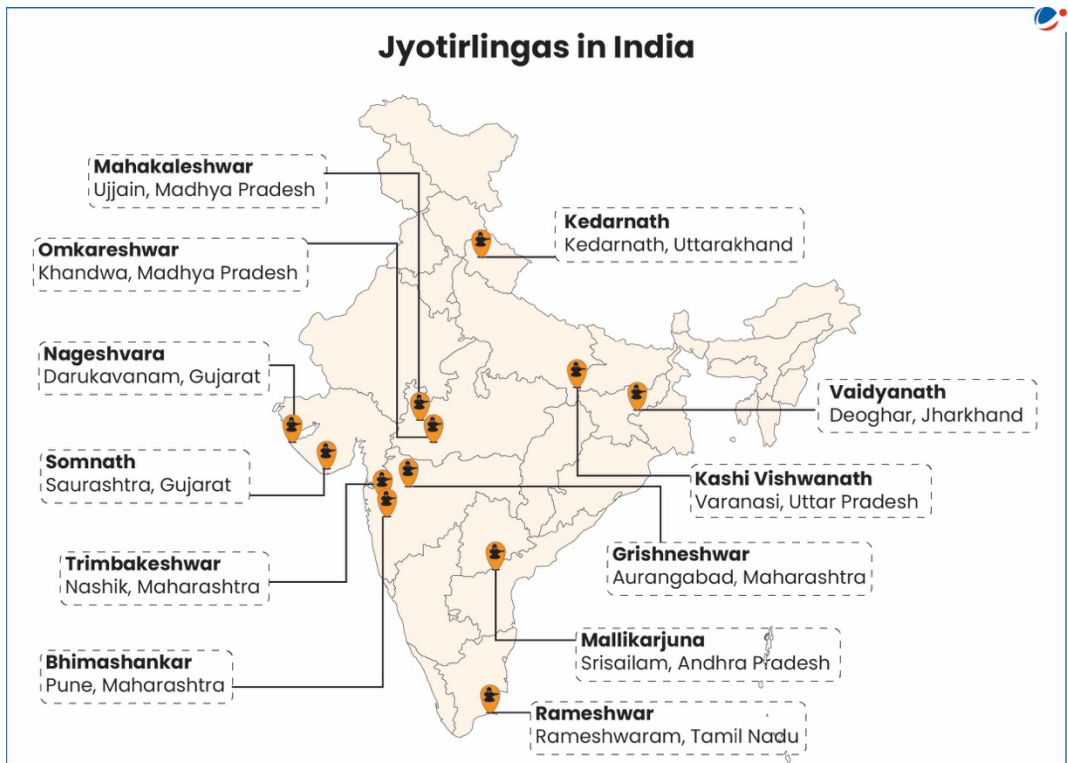 Jyotirlingas in India
Mahakaleshwar
Ujjain, Madhya Pradesh
Kedarnath
Kedarnath, Uttarakhand
Omkareshwar
Khandwa, Madhya Pradesh
Nageshvara
Darukavanam, Gujarat
Vaidyanath
Deoghar, Jharkhand
Somnath
Saurashtra, Gujarat
Kashi Vishwanath
Varanasi, Uttar Pradesh
Trimbakeshwar
Nashik, Maharashtra
Grishneshwar
Aurangabad, Maharashtra
Mallikarjuna
Srisailam, Andhra Pradesh
Bhimashankar
Pune, Maharashtra
Rameshwar
Rameshwaram, Tamil Nadu